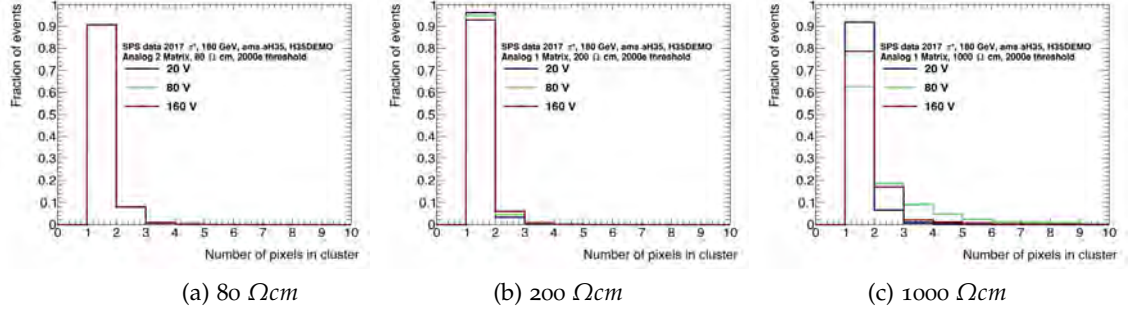 Fraction of events
1
0.9
0.8
0.7
0.6
0.5
0.4
0.3
0.2
0.1
0
SPS data 2017 π⁺, 180 GeV, ams aH35, H35DEMO
Analog 2 Matrix, 80 Ω cm, 2000e threshold
20 V
80 V
160 V
0 1 2 3 4 5 6 7 8 9 10
Number of pixels in cluster
(a) 80 Ωcm
Fraction of events
1
0.9
0.8
0.7
0.6
0.5
0.4
0.3
0.2
0.1
0
SPS data 2017 π⁺, 180 GeV, ams aH35, H35DEMO
Analog 1 Matrix, 200 Ω cm, 2000e threshold
20 V
80 V
160 V
0 1 2 3 4 5 6 7 8 9 10
Number of pixels in cluster
(b) 200 Ωcm
Fraction of events
1
0.9
0.8
0.7
0.6
0.5
0.4
0.3
0.2
0.1
0
SPS data 2017 π⁺, 180 GeV, ams aH35, H35DEMO
Analog 1 Matrix, 1000 Ω cm, 2000e threshold
20 V
80 V
160 V
0 1 2 3 4 5 6 7 8 9 10
Number of pixels in cluster
(c) 1000 Ωcm